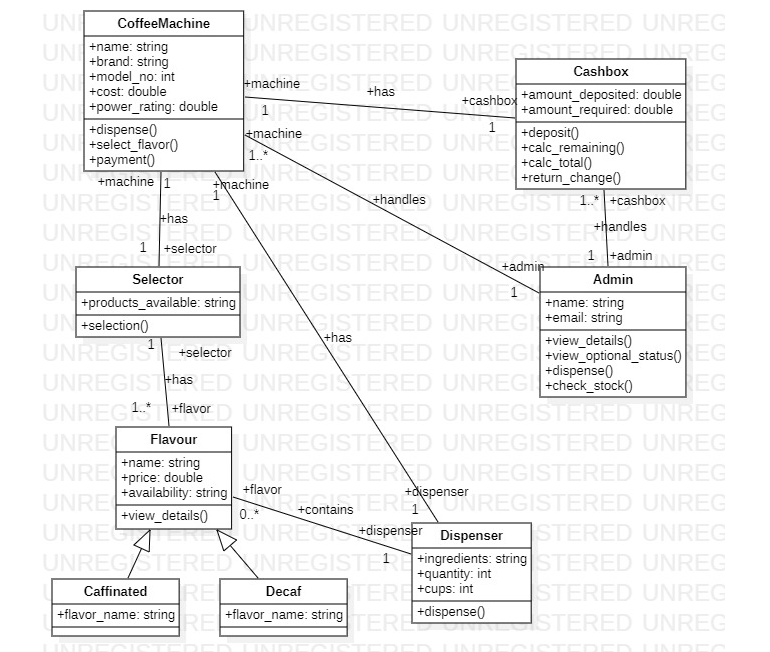 CoffeeMachine
+name: string
+brand: string
+model_no: int
+cost: double
+power_rating: double
+dispense()
+select_flavor()
+payment()
+machine
1
+has
+cashbox
1
Cashbox
+amount_deposited: double
+amount_required: double
+deposit()
+calc_remaining()
+calc_total()
+return_change()
+machine
1..*
+handles
+admin
1
1..*
+cashbox
+handles
1
+admin
Admin
+name: string
+email: string
+view_details()
+view_optional_status()
+dispense()
+check_stock()
+machine
1
+has
1
+selector
Selector
+products_available: string
+selection()
1
+selector
+has
1..*
+flavor
+machine
1
+has
+dispenser
1
Flavour
+name: string
+price: double
+availability: string
+view_details()
+flavor
0..*
+contains
+dispenser
1
Dispenser
+ingredients: string
+quantity: int
+cups: int
+dispense()
Caffinated
+flavor_name: string
Decaf
+flavor_name: string
UNREGISTERED